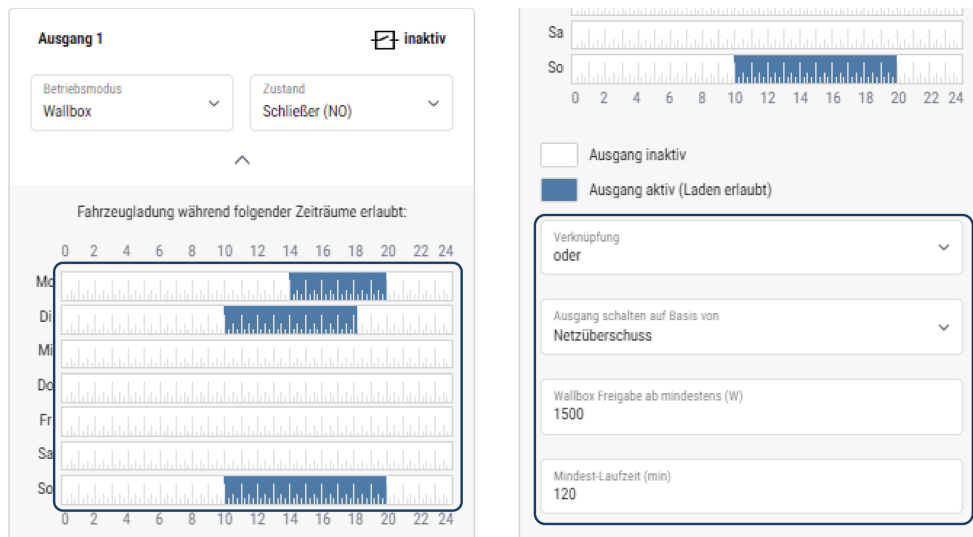 Ausgang 1
inaktiv
Betriebsmodus
Wallbox
Zustand
Schließer (NO)
Fahrzeugladung während folgender Zeiträume erlaubt:
0 2 4 6 8 10 12 14 16 18 20 22 24
Mo
Di
Mi
Do
Fr
Sa
So
0 2 4 6 8 10 12 14 16 18 20 22 24
Sa
So
0 2 4 6 8 10 12 14 16 18 20 22 24
Ausgang inaktiv
Ausgang aktiv (Laden erlaubt)
Verknüpfung
oder
Ausgang schalten auf Basis von
Netzüberschuss
Wallbox Freigabe ab mindestens (W)
1500
Mindest-Laufzeit (min)
120